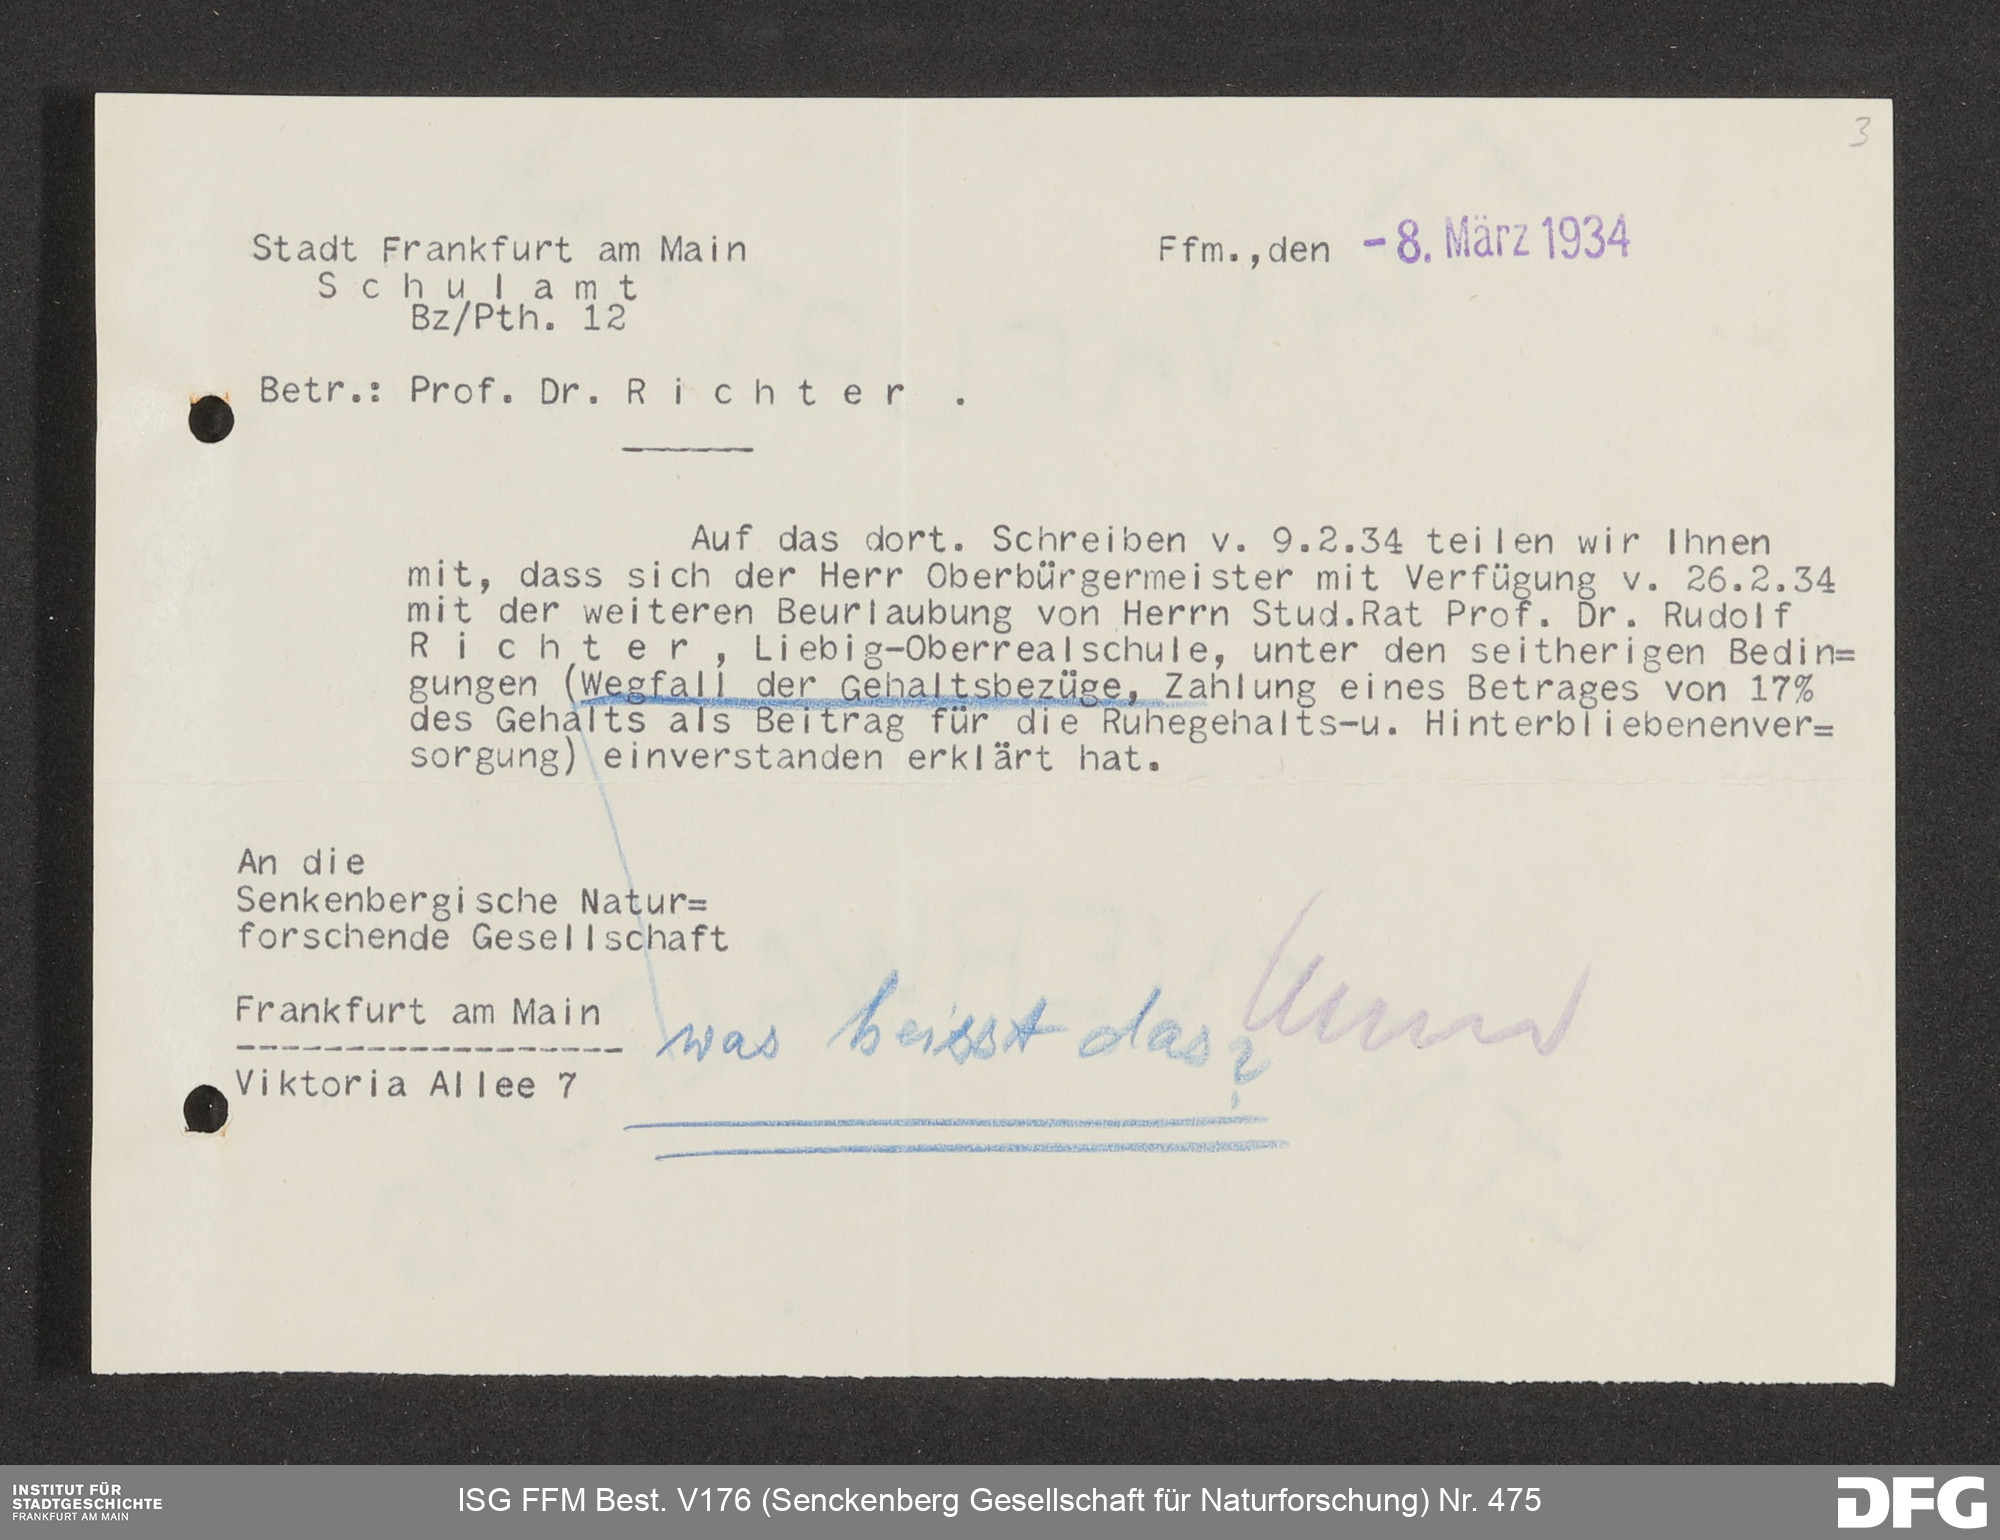 3
Stadt Frankfurt am Main
Ffm.,den -8. März 1934
S c h u l a m t
Bz/Pth. 12
Betr.: Prof. Dr. R i c h t e r .
Auf das dort. Schreiben v. 9.2.34 teilen wir Ihnen
mit, dass sich der Herr Oberbürgermeister mit Verfügung v. 26.2.34
mit der weiteren Beurlaubung von Herrn Stud.Rat Prof. Dr. Rudolf
R i c h t e r , Liebig-Oberrealschule, unter den seitherigen Bedin=
gungen (Wegfall der Gehaltsbezüge, Zahlung eines Betrages von 17%
des Gehalts als Beitrag für die Ruhegehalts-u. Hinterbliebenenver=
sorgung) einverstanden erklärt hat.
An die
Senkenbergische Natur=
forschende Gesellschaft
Frankfurt am Main
Viktoria Allee 7
was heisst das?
INSTITUT FÜR
STADTGESCHICHTE
FRANKFURT AM MAIN
ISG FFM Best. V176 (Senckenberg Gesellschaft für Naturforschung) Nr. 475
DFG